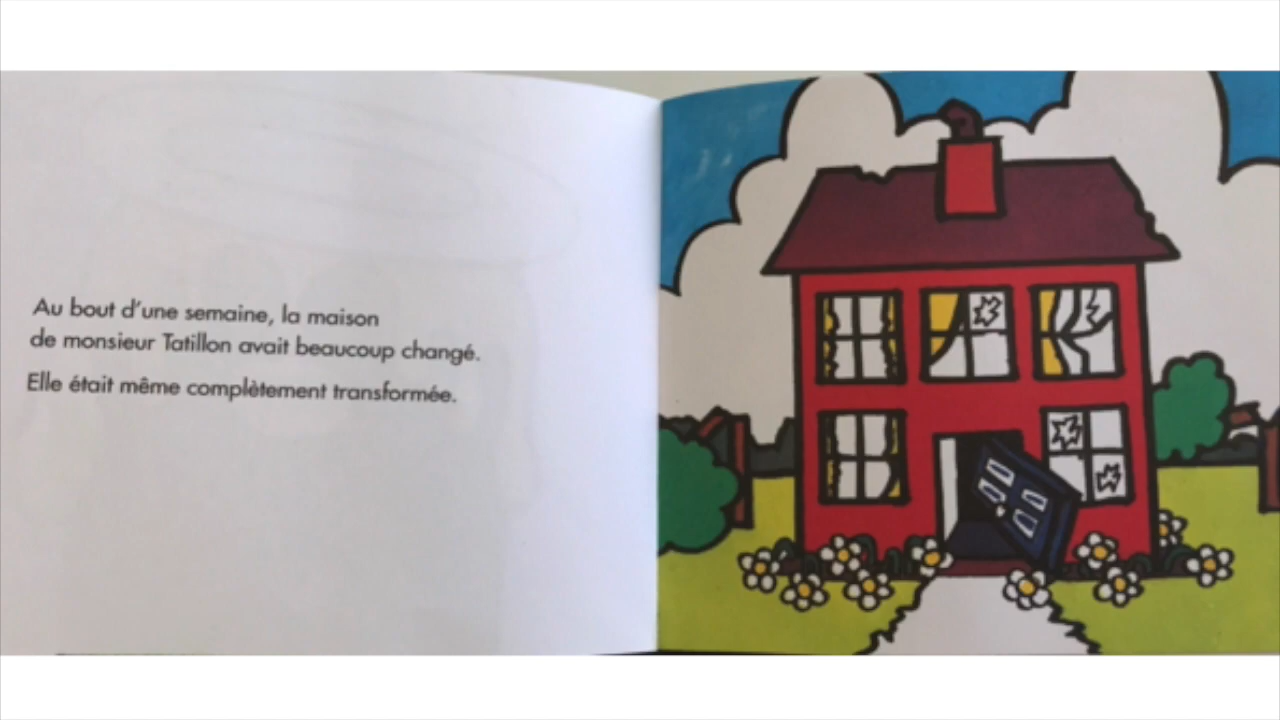 Au bout d'une semaine, la maison
de monsieur Tatillon avait beaucoup changé.
Elle était même complètement transformée.